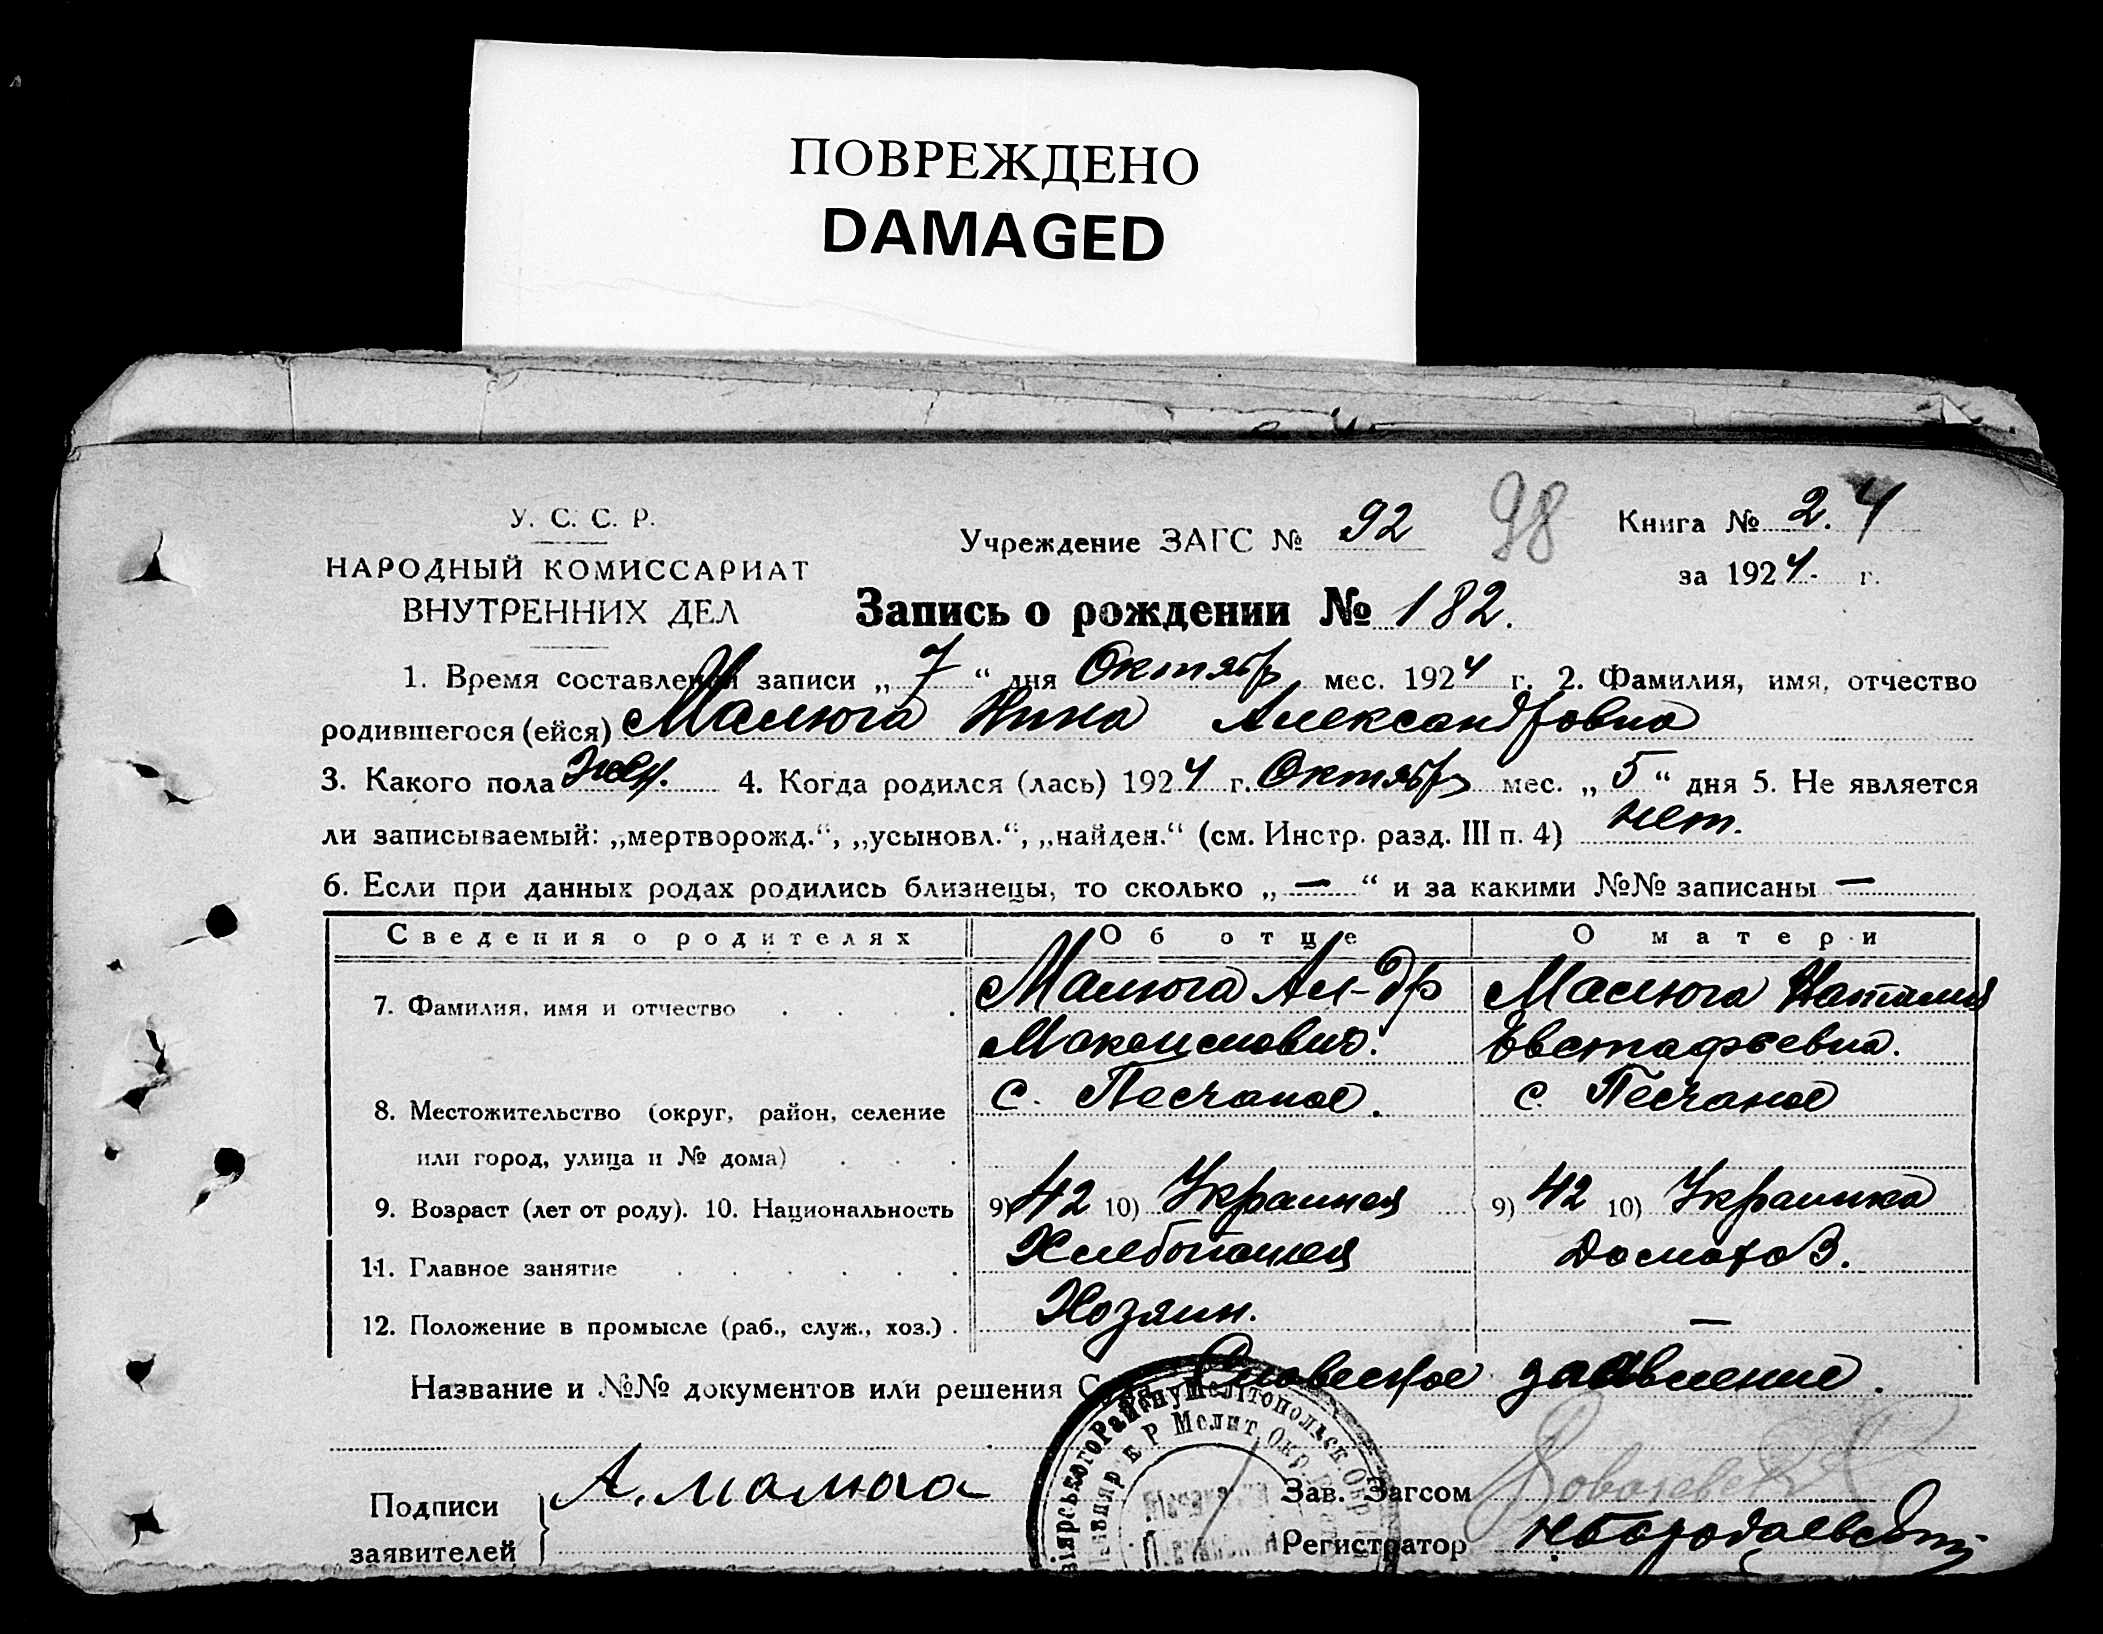 ПОВРЕЖДЕНО
DAMAGED
У. С. С. Р.
НАРОДНЫЙ КОМИССАРИАТ
ВНУТРЕННИХ ДЕЛ
Учреждение ЗАГС № 92
98
Книга № 2. 4
за 1924. г.
Запись о рождении № 182.
1. Время составления записи „ 7 “ дня Октябр мес. 1924 г. 2. Фамилия, имя, отчество
родившегося (ейся) Малюга Нина Александровна
3. Какого пола Жен. 4. Когда родился (лась) 1924 г. Октябр мес. „ 5 “ дня 5. Не является
ли записываемый: „мертворожд.“, „усыновл.“, „найден.“ (см. Инстр. разд. III п. 4) нет.
6. Если при данных родах родились близнецы, то сколько „ — “ и за какими №№ записаны —
Сведения о родителях Об отце О матери
7. Фамилия, имя и отчество Малюга Ал-др Малюга Наталия
Максимович. Евстафьевна.
8. Местожительство (округ, район, селение с. Песчаное. с. Песчаное
или город, улица и № дома)
9. Возраст (лет от роду). 10. Национальность 9) 42 10) Украинец 9) 42 10) Украинка
11. Главное занятие Хлебопашец Домохоз.
12. Положение в промысле (раб., служ., хоз.) Хозяин. —
Название и №№ документов или решения Словесное заявление.
Подписи А. Малюга Зав. Загсом
заявителей Регистратор